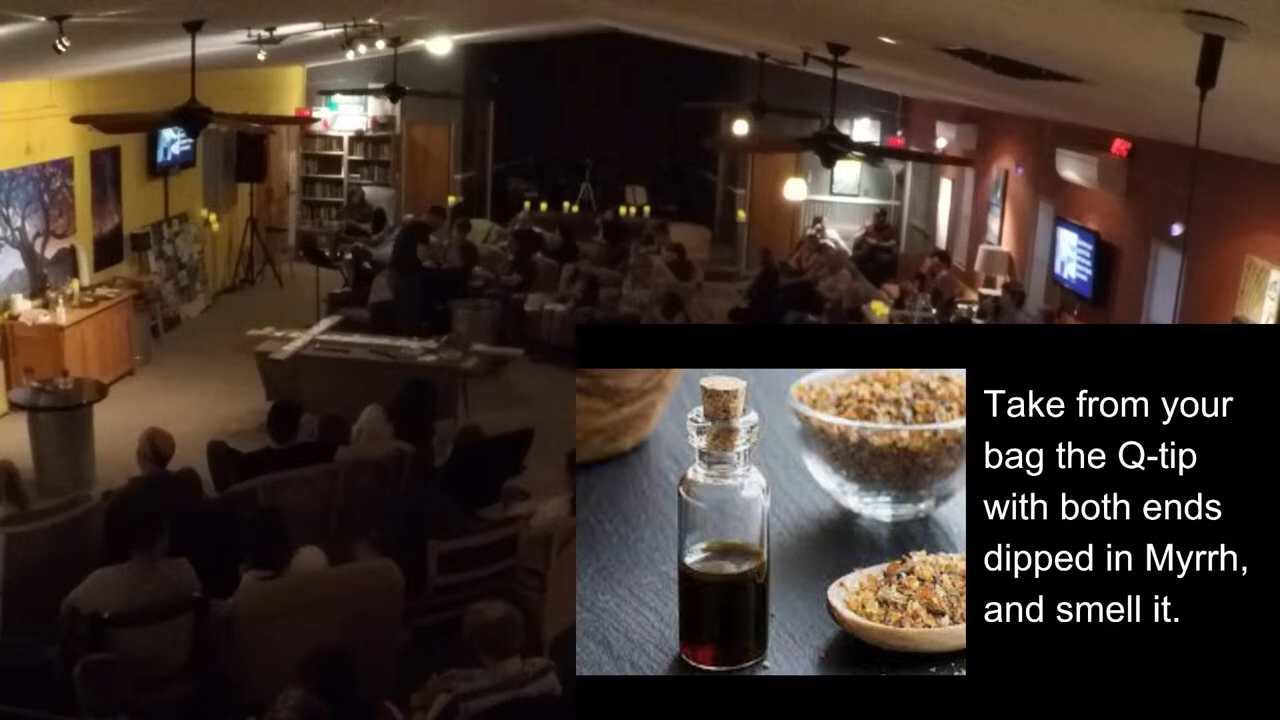 Take from your
bag the Q-tip
with both ends
dipped in Myrrh,
and smell it.